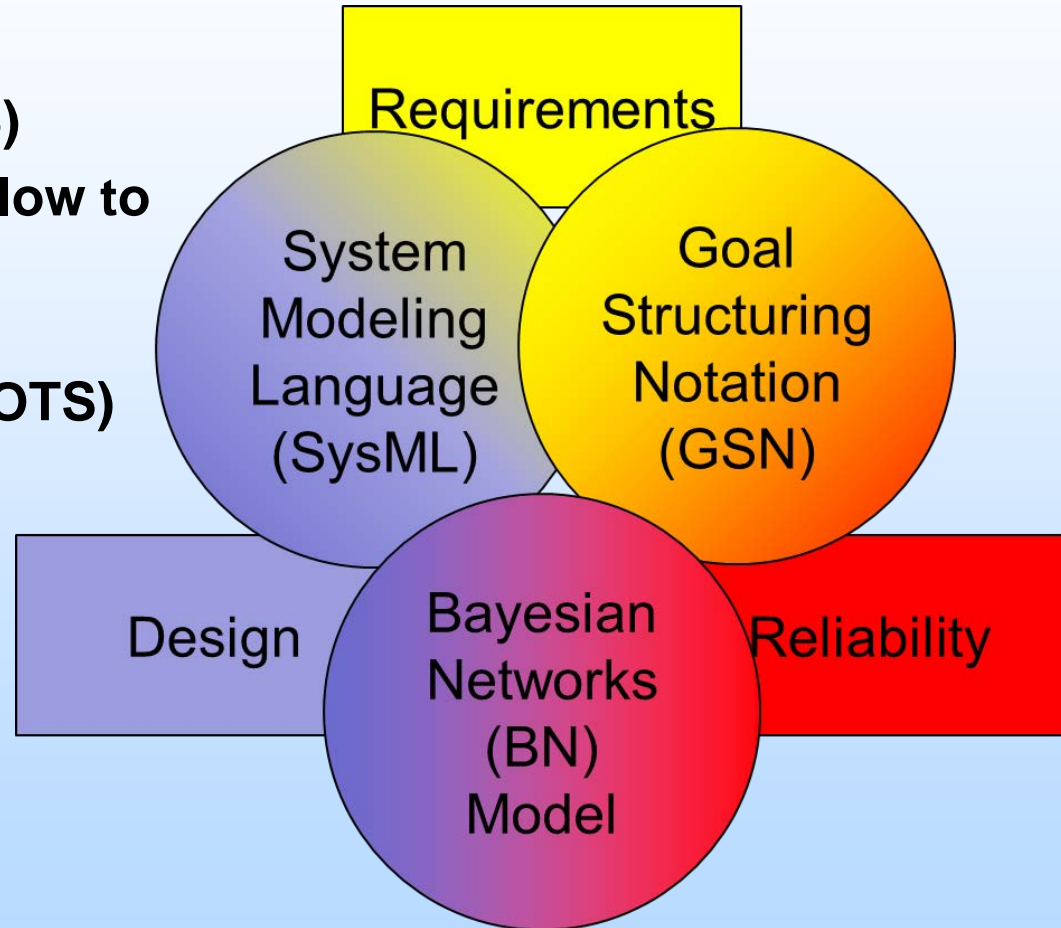 Requirements
)
low to
OTS)
System
Modeling
Language
(SysML)
Goal
Structuring
Notation
(GSN)
Design
Bayesian
Networks
(BN)
Model
Reliability